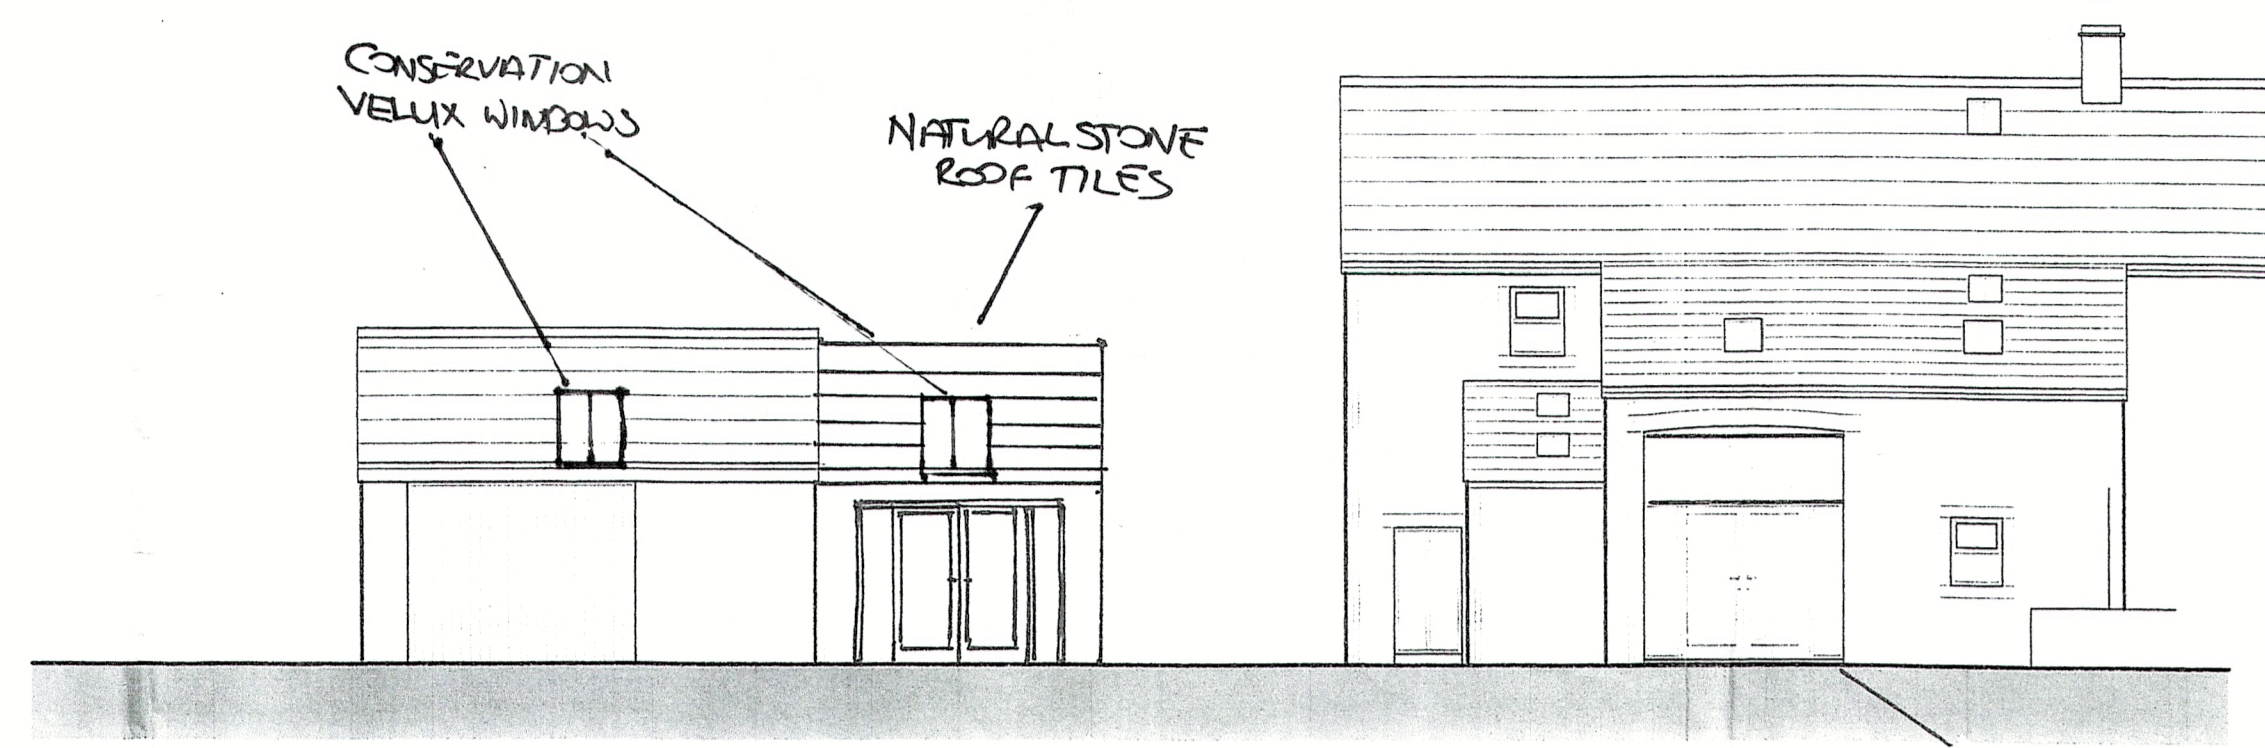 CONSERVATION
VELUX WINDOWS
NATURAL STONE
ROOF TILES